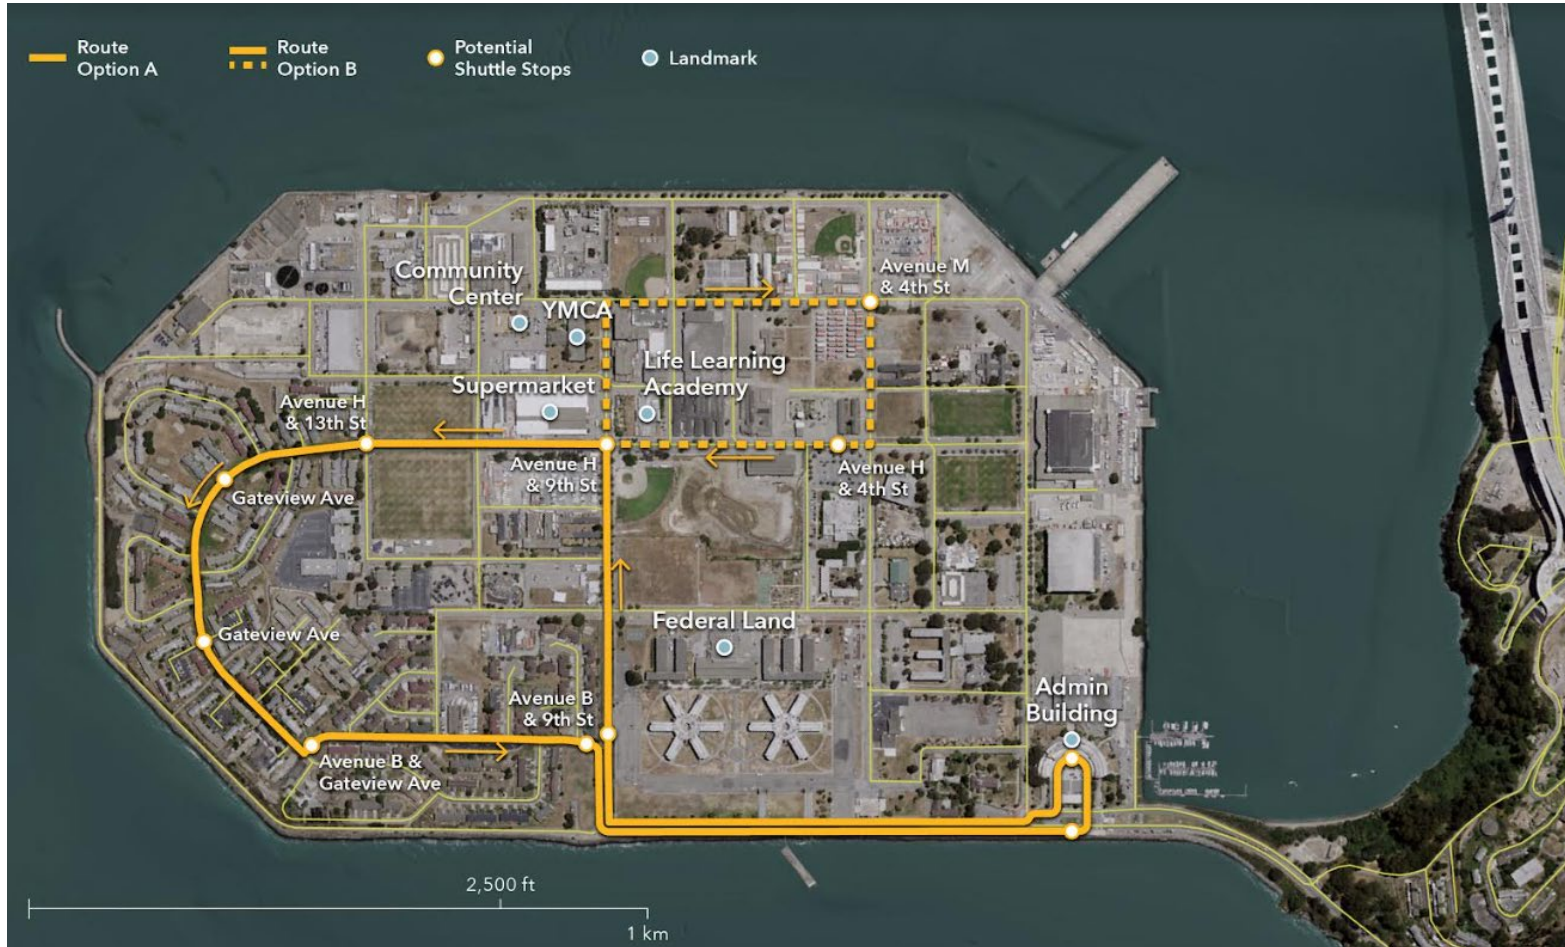 Route
Option A
Route
Option B
Potential
Shuttle Stops
Landmark
Avenue M
& 4th St
Community
Center
YMCA
Life Learning
Academy
Supermarket
Avenue H
& 13th St
Avenue H
& 9th St
Avenue H
& 4th St
Gateview Ave
Gateview Ave
Federal Land
Avenue B
& 9th St
Admin
Building
Avenue B &
Gateview Ave
2,500 ft
1 km